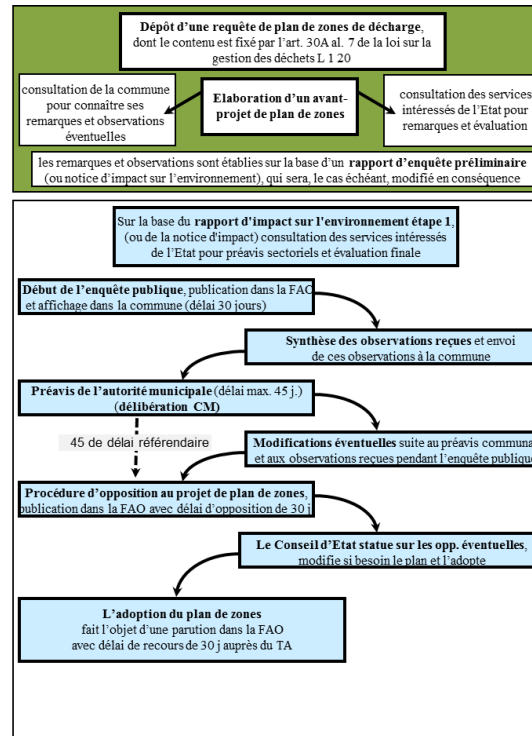 Dépôt d'une requête de plan de zones de décharge,
dont le contenu est fixé par l'art. 30A al. 7 de la loi sur la
gestion des déchets L 1 20
consultation de la commune
pour connaître ses
remarques et observations
éventuelles
Elaboration d'un avant-
projet de plan de zones
consultation des services
intéressés de l'Etat pour
remarques et évaluation
les remarques et observations sont établies sur la base d'un rapport d'enquête préliminaire
(ou notice d'impact sur l'environnement), qui sera, le cas échéant, modifié en conséquence
Sur la base du rapport d'impact sur l'environnement étape 1,
(ou de la notice d'impact) consultation des services intéressés
de l'Etat pour préavis sectoriels et évaluation finale
Début de l'enquête publique, publication dans la FAO
et affichage dans la commune (délai 30 jours)
Synthèse des observations reçues et envoi
de ces observations à la commune
Préavis de l'autorité municipale (délai max. 45 j.)
(délibération CM)
45 de délai référendaire
Modifications éventuelles suite au préavis communa
et aux observations reçues pendant l'enquête publique
Procédure d'opposition au projet de plan de zones,
publication dans la FAO avec délai d'opposition de 30 j
Le Conseil d'Etat statue sur les opp. éventuelles,
modifie si besoin le plan et l'adopte
L'adoption du plan de zones
fait l'objet d'une parution dans la FAO
avec délai de recours de 30 j auprès du TA